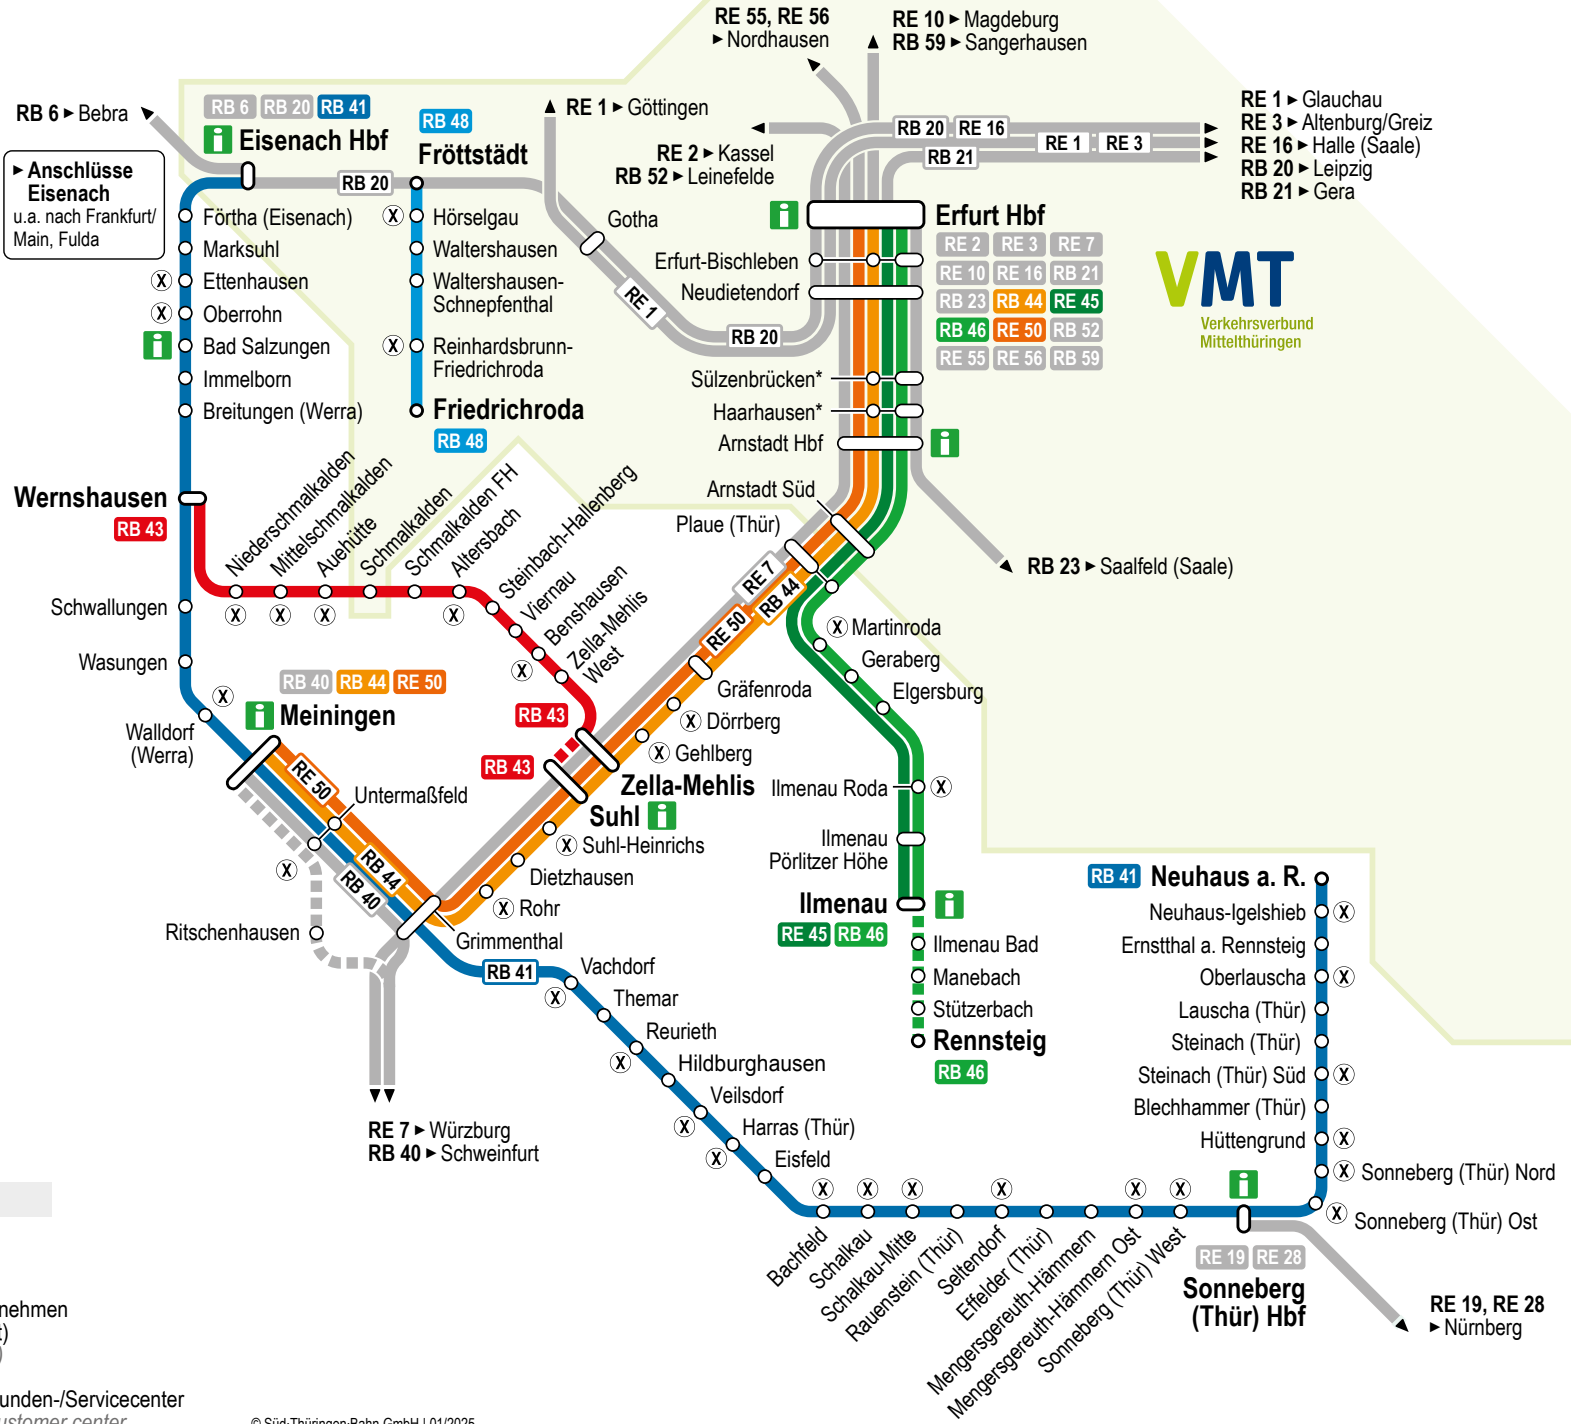 RE 55, RE 56
► Nordhausen
RE 10 ► Magdeburg
RB 59 ► Sangerhausen
RB 6 ► Bebra
RB 6 RB 20 RB 41
i Eisenach Hbf
RB 48
Fröttstädt
RE 1 ► Göttingen
RE 2 ► Kassel
RB 52 ► Leinefelde
RB 20 RE 16
RE 1 RE 3
RB 21
RE 1 ► Glauchau
RE 3 ► Altenburg/Greiz
RE 16 ► Halle (Saale)
RB 20 ► Leipzig
RB 21 ► Gera
► Anschlüsse
Eisenach
u.a. nach Frankfurt/
Main, Fulda
RB 20
Förtha (Eisenach)
Marksuhl
X Ettenhausen
X Oberrohn
i Bad Salzungen
Immelborn
Breitungen (Werra)
X Hörselgau
Waltershausen
Waltershausen-
Schnepfenthal
X Reinhardsbrunn-
Friedrichroda
Friedrichroda
RB 48
Gotha
RE 1
RB 20
i Erfurt Hbf
RE 2 RE 3 RE 7
RE 10 RE 16 RB 21
RB 23 RB 44 RE 45
RB 46 RE 50 RB 52
RE 55 RE 56 RB 59
Erfurt-Bischleben
Neudietendorf
Sülzenbrücken*
Haarhausen*
Arnstadt Hbf i
VMT
Verkehrsverbund
Mittelthüringen
Arnstadt Süd
Plaue (Thür)
RB 23 ► Saalfeld (Saale)
Wernshausen
RB 43
Niederschmalkalden X
Mittelschmalkalden X
Auehütte X
Schmalkalden
Schmalkalden FH
Altersbach X
Steinbach-Hallenberg
Viernau
Benshausen X
Zella-Mehlis
West
Schwallungen
Wasungen
X
Walldorf
(Werra)
RB 40 RB 44 RE 50
i Meiningen
RB 43
RB 43
RE 7
RB 44
RE 50
X Martinroda
Geraberg
Elgersburg
Gräfenroda
X Dörrberg
X Gehlberg
Zella-Mehlis
Suhl i
X Suhl-Heinrichs
Dietzhausen
X Rohr
Grimmenthal
RE 50
Untermaßfeld
X
RB 44
RB 40
Ritschenhausen
Ilmenau Roda X
Ilmenau
Pörlitzer Höhe
Ilmenau i
RE 45 RB 46
Ilmenau Bad
Manebach
Stützerbach
Rennsteig
RB 46
RB 41
Vachdorf
X
Themar
Reurieth
X
Hildburghausen
Veilsdorf
X
Harras (Thür)
X
Eisfeld
RE 7 ► Würzburg
RB 40 ► Schweinfurt
RB 41 Neuhaus a. R.
Neuhaus-Igelshieb X
Ernstthal a. Rennsteig
Oberlauscha X
Lauscha (Thür)
Steinach (Thür)
Steinach (Thür) Süd X
Blechhammer (Thür)
Hüttengrund X
X Sonneberg (Thür) Nord
X Sonneberg (Thür) Ost
X Bachfeld
X Schalkau
X Schalkau-Mitte
Rauenstein (Thür)
X Seltendorf
Effelder (Thür)
Mengersgereuth-Hämmern
X Mengersgereuth-Hämmern Ost
X Sonneberg (Thür) West
i
RE 19 RE 28
Sonneberg
(Thür) Hbf
RE 19, RE 28
► Nürnberg
nehmen
unden-/Servicecenter
ustomer center
© Süd·Thüringen·Bahn GmbH | 01/2025